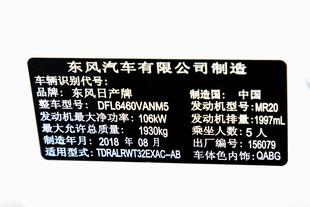 东风汽车有限公司制造
车辆识别代号：
品牌：东风日产牌 制造国：中国
整车型号：DFL6460VANM5 发动机型号：MR20
发动机最大净功率：106kW 发动机排量：1997mL
最大允许总质量：1930kg 乘坐人数：5人
制造年月：2018年08月 出厂编号：156079
适用型号：TDRALRWT32EXAC-AB 车体色内饰：QABG